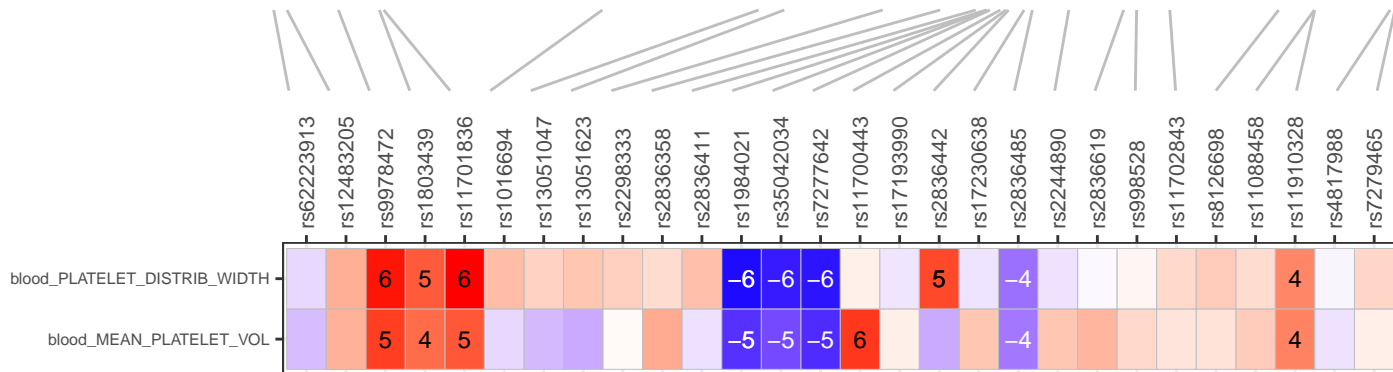 rs62223913
rs12483205
rs9978472
rs1803439
rs11701836
rs1016694
rs13051047
rs13051623
rs2298333
rs2836358
rs2836411
rs1984021
rs35042034
rs7277642
rs11700443
rs17193990
rs2836442
rs17230638
rs2836485
rs2244890
rs2836619
rs998528
rs11702843
rs8126698
rs11088458
rs11910328
rs4817988
rs7279465
blood_PLATELET_DISTRIB_WIDTH 6 5 6 −6 −6 −6 5 −4 4
blood_MEAN_PLATELET_VOL 5 4 5 −5 −5 −5 6 −4 4